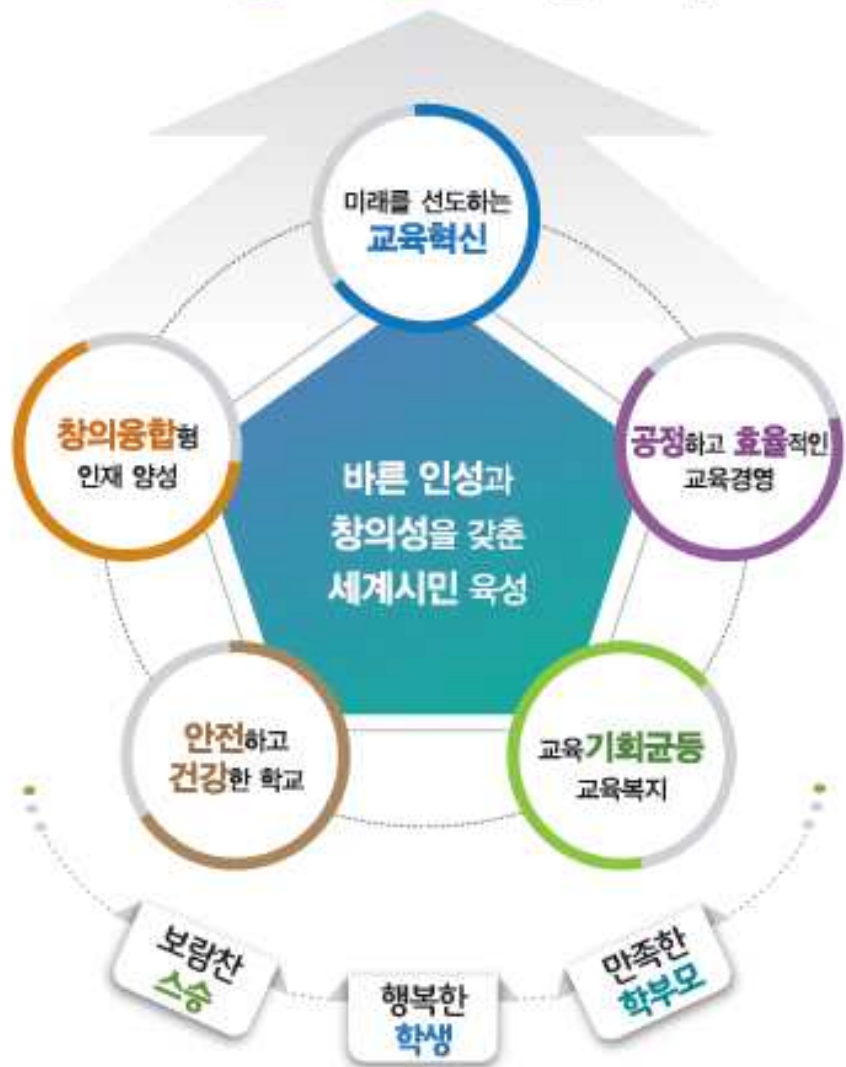 미래를 선도하는
교육혁신
창의융합형
인재 양성
공정하고 효율적인
교육경영
바른 인성과
창의성을 갖춘
세계시민 육성
안전하고
건강한 학교
교육기회균등
교육복지
보람찬
스승
행복한
학생
만족한
학부모